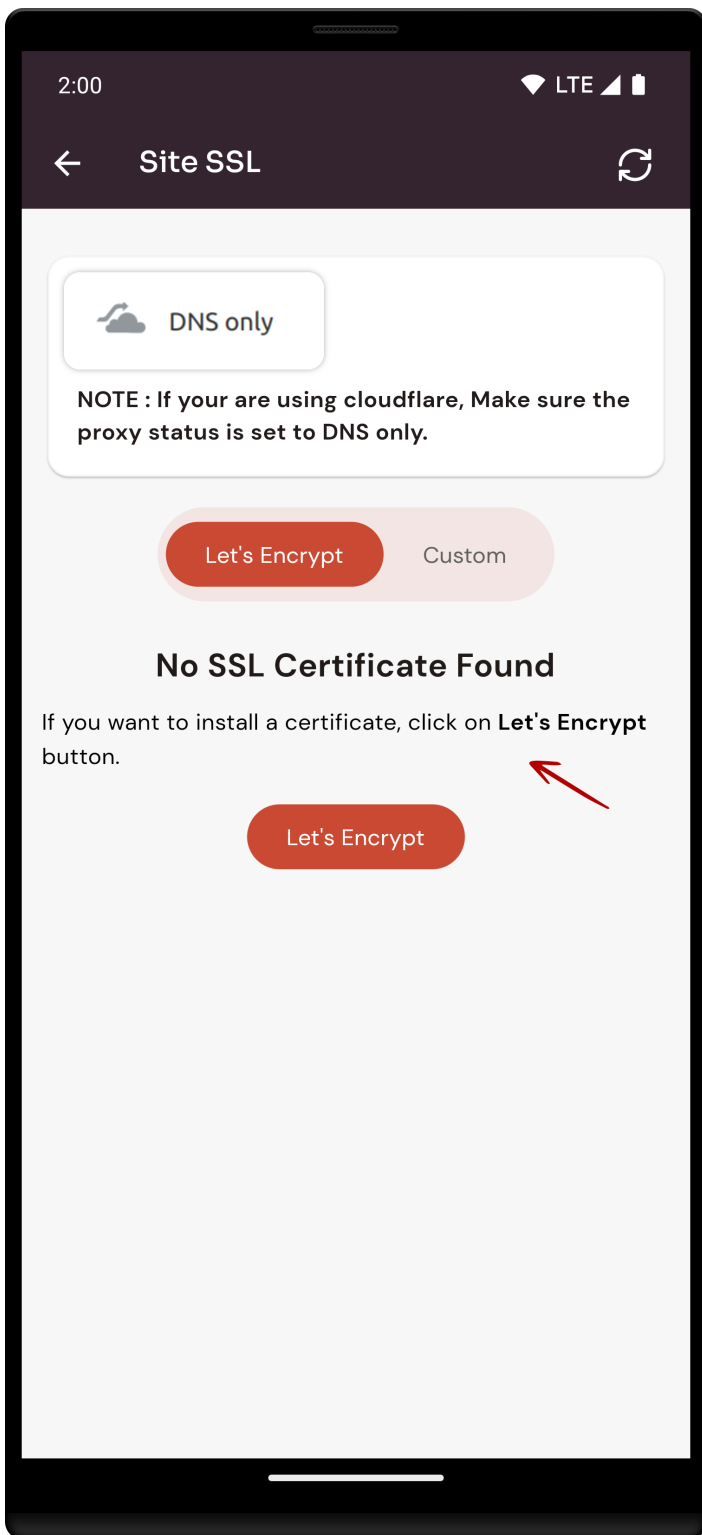 2:00
LTE
Site SSL
DNS only
NOTE : If your are using cloudflare, Make sure the
proxy status is set to DNS only.
Let's Encrypt
Custom
No SSL Certificate Found
If you want to install a certificate, click on Let's Encrypt
button.
Let's Encrypt